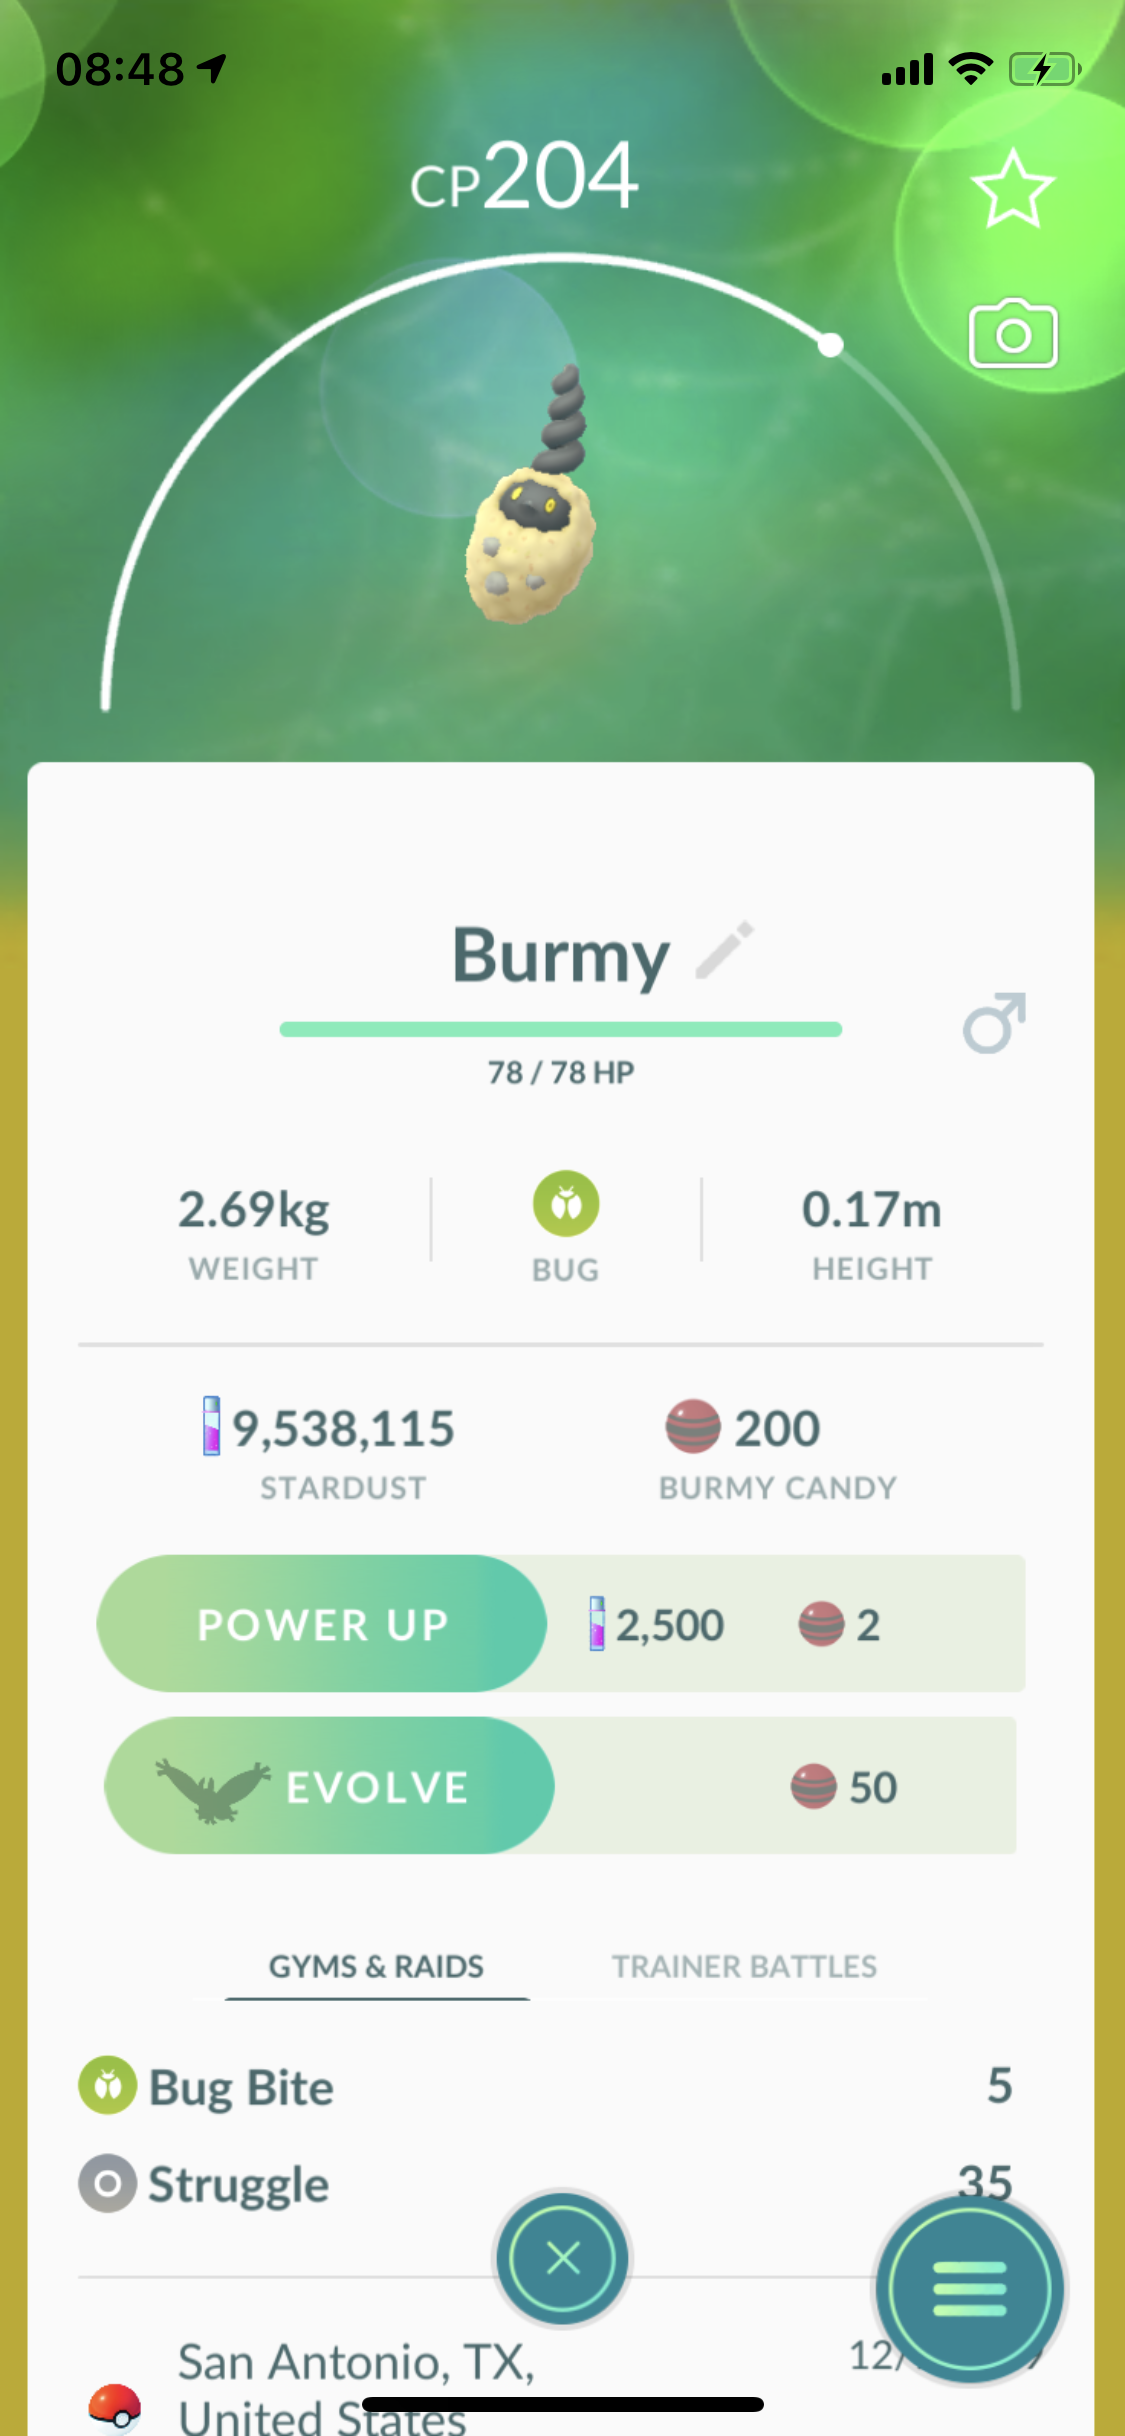 08:48
CP204
Burmy
78 / 78 HP
2.69kg
WEIGHT
BUG
0.17m
HEIGHT
9,538,115
STARDUST
200
BURMY CANDY
POWER UP 2,500 2
EVOLVE 50
GYMS & RAIDS TRAINER BATTLES
Bug Bite 5
Struggle 35
San Antonio, TX,
United States